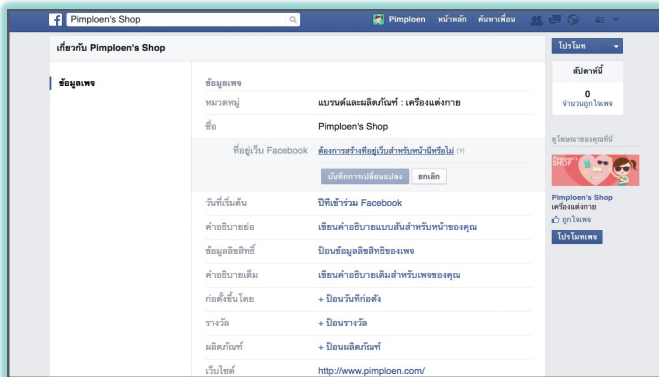 Pimploen's Shop
Pimploen หน้าหลัก ค้นหาเพื่อน
เกี่ยวกับ Pimploen's Shop
ข้อมูลเพจ
ข้อมูลเพจ
หมวดหมู่ แบรนด์และผลิตภัณฑ์ : เครื่องแต่งกาย
ชื่อ Pimploen's Shop
ที่อยู่เว็บ Facebook ต้องการสร้างที่อยู่เว็บสำหรับหน้านี้หรือไม่ [?]
บันทึกการเปลี่ยนแปลง ยกเลิก
วันที่เริ่มต้น ปีที่เข้าร่วม Facebook
คำอธิบายย่อ เขียนคำอธิบายแบบสั้นสำหรับหน้าของคุณ
ข้อมูลลิขสิทธิ์ ป้อนข้อมูลลิขสิทธิ์ของเพจ
คำอธิบายเต็ม เขียนคำอธิบายเต็มสำหรับเพจของคุณ
ก่อตั้งขึ้นโดย + ป้อนวันที่ก่อตั้ง
รางวัล + ป้อนรางวัล
ผลิตภัณฑ์ + ป้อนผลิตภัณฑ์
เว็บไซต์ http://www.pimploen.com/
โปรโมท
สัปดาห์นี้
0
จำนวนถูกใจเพจ
ดูโฆษณาของคุณที่นี่
Pimploen's
SHOP
Pimploen's Shop
เครื่องแต่งกาย
ถูกใจเพจ
โปรโมทเพจ